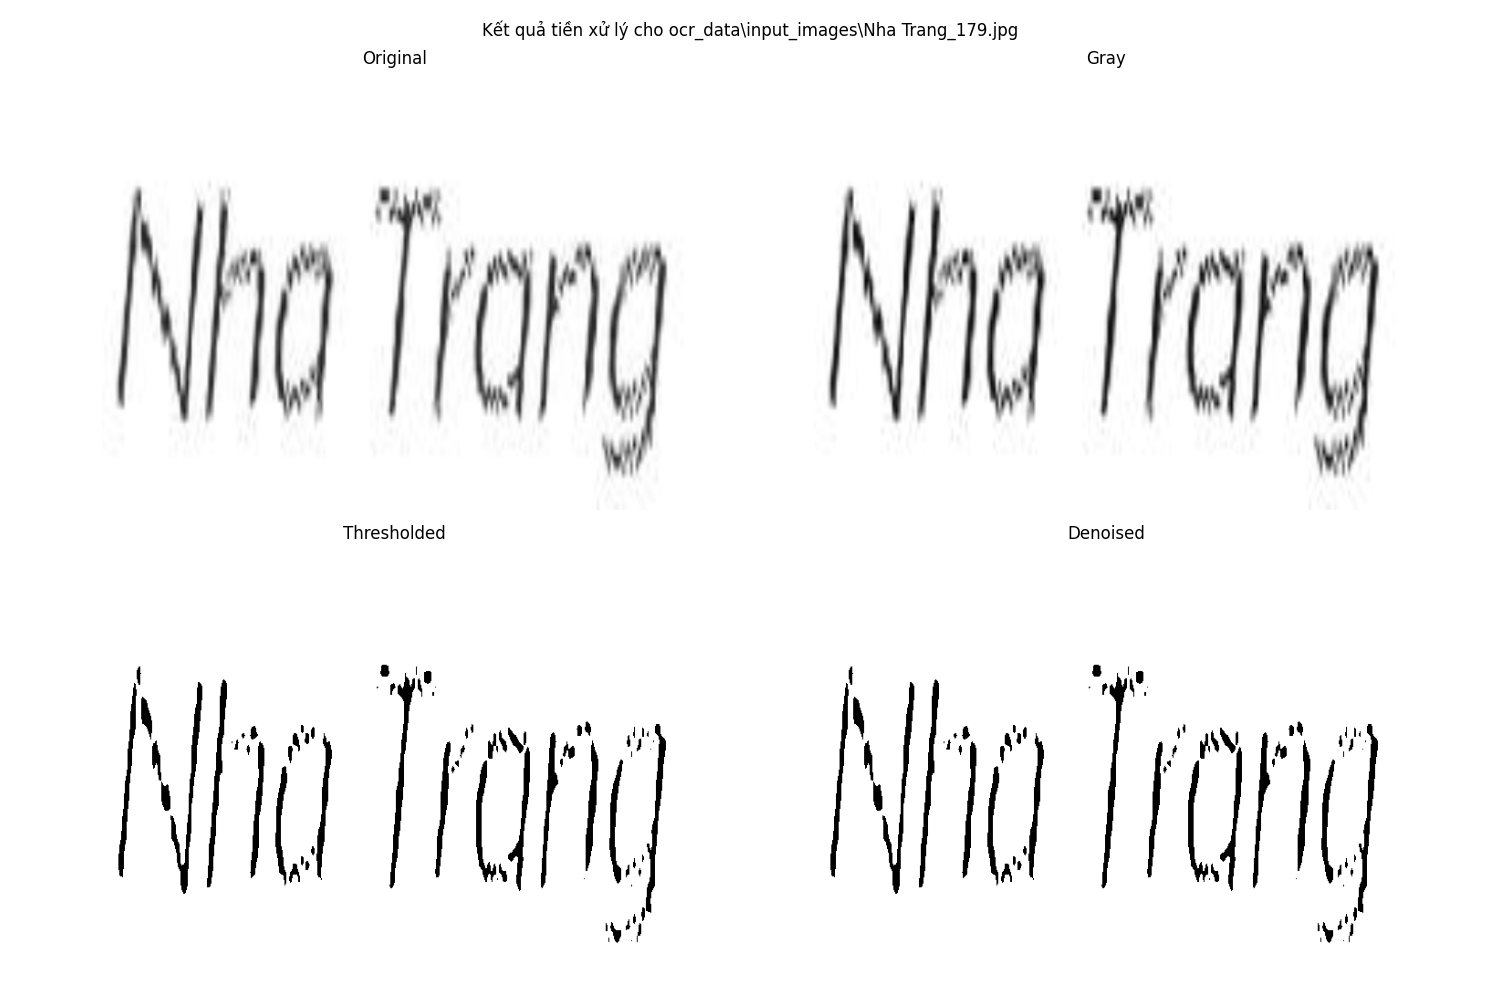 Kết quả tiền xử lý cho ocr_data\input_images\Nha Trang_179.jpg
Original
Gray
Nha Trang
Nha Trang
Thresholded
Denoised
Nha Trang
Nha Trang